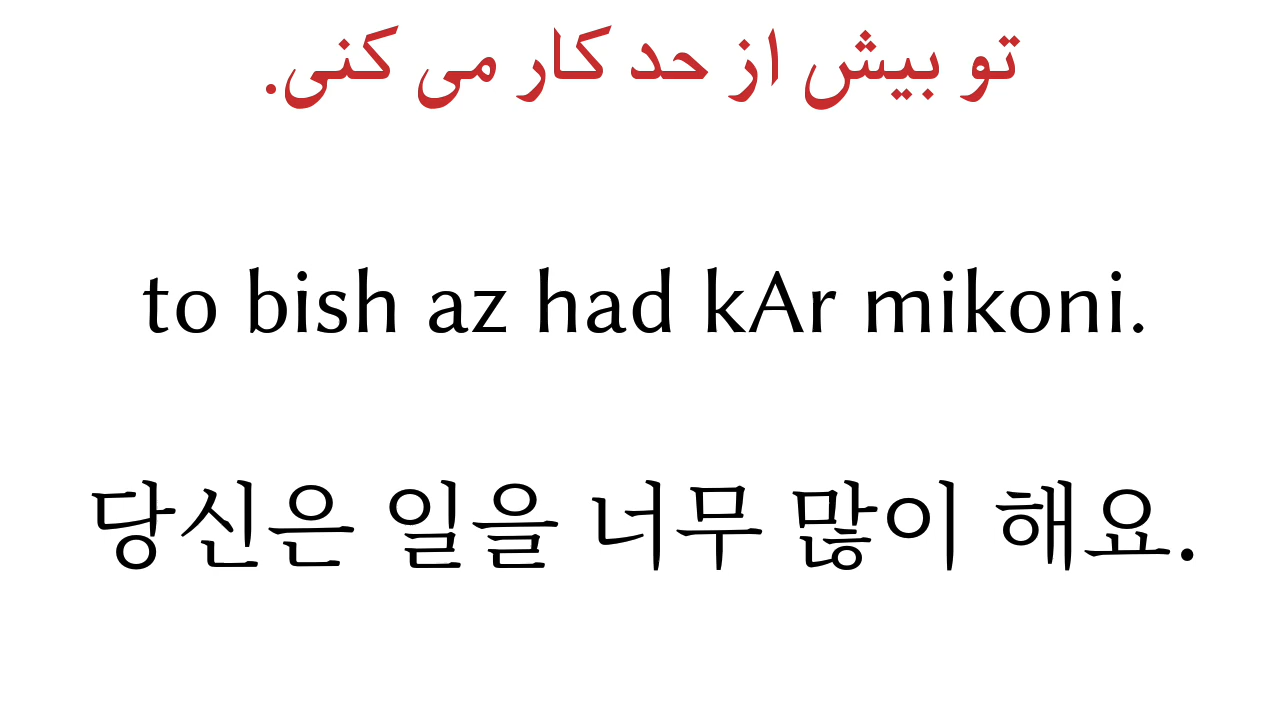 تو بیش از حد کار می کنی.
to bish az had kAr mikoni.
당신은 일을 너무 많이 해요.